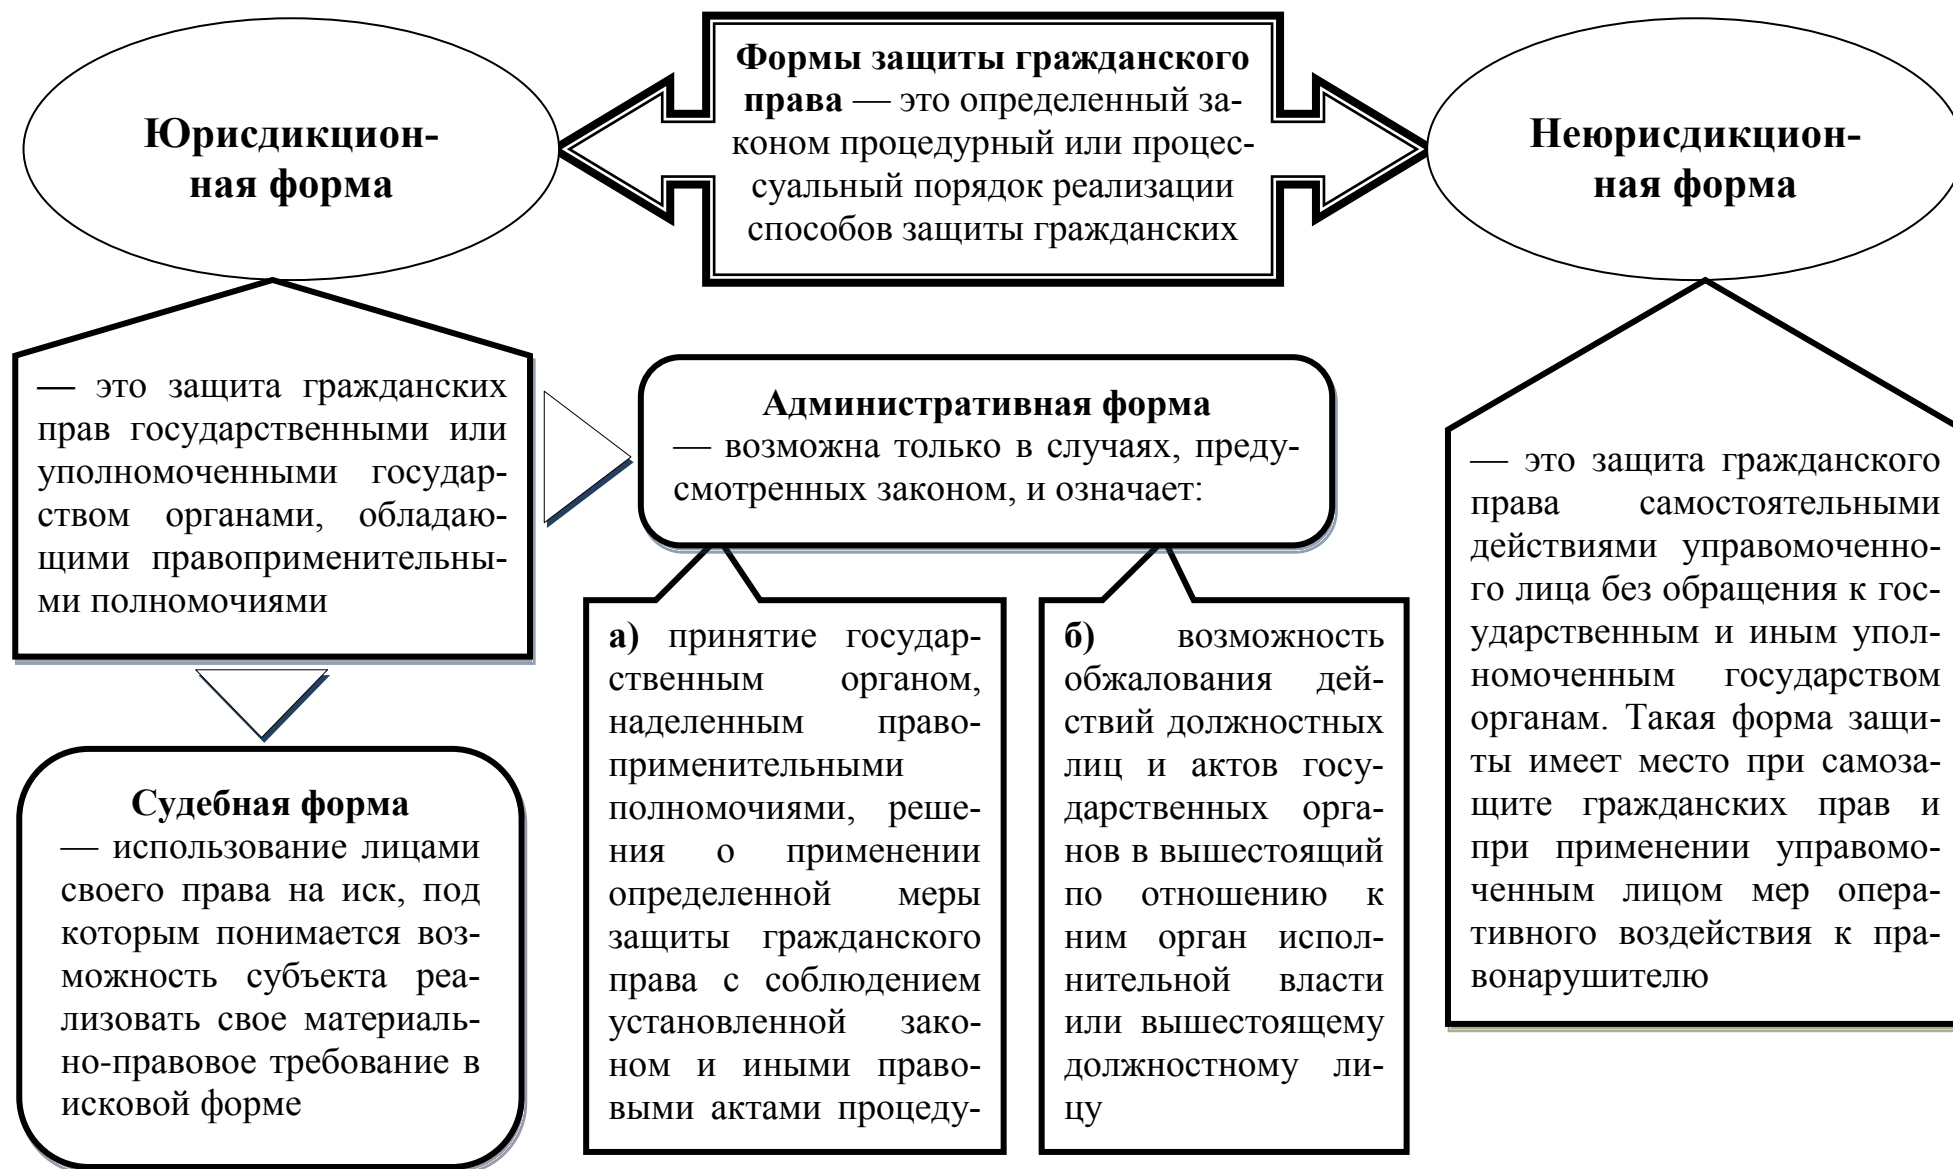 Формы защиты гражданского
права — это определенный за-
коном процедурный или процес-
суальный порядок реализации
способов защиты гражданских
Юрисдикцион-
ная форма
Неюрисдикцион-
ная форма
— это защита гражданских
прав государственными или
уполномоченными государ-
ством органами, обладаю-
щими правоприменительны-
ми полномочиями
Административная форма
— возможна только в случаях, преду-
смотренных законом, и означает:
— это защита гражданского
права самостоятельными
действиями управомоченно-
го лица без обращения к гос-
ударственным и иным упол-
номоченным государством
органам. Такая форма защи-
ты имеет место при самоза-
щите гражданских прав и
при применении управомо-
ченным лицом мер опера-
тивного воздействия к пра-
вонарушителю
а) принятие государ-
ственным органом,
наделенным право-
применительными
полномочиями, реше-
ния о применении
определенной меры
защиты гражданского
права с соблюдением
установленной зако-
ном и иными право-
выми актами процеду-
б) возможность
обжалования дей-
ствий должностных
лиц и актов госу-
дарственных орга-
нов в вышестоящий
по отношению к
ним орган испол-
нительной власти
или вышестоящему
должностному ли-
цу
Судебная форма
— использование лицами
своего права на иск, под
которым понимается воз-
можность субъекта реа-
лизовать свое материаль-
но-правовое требование в
исковой форме